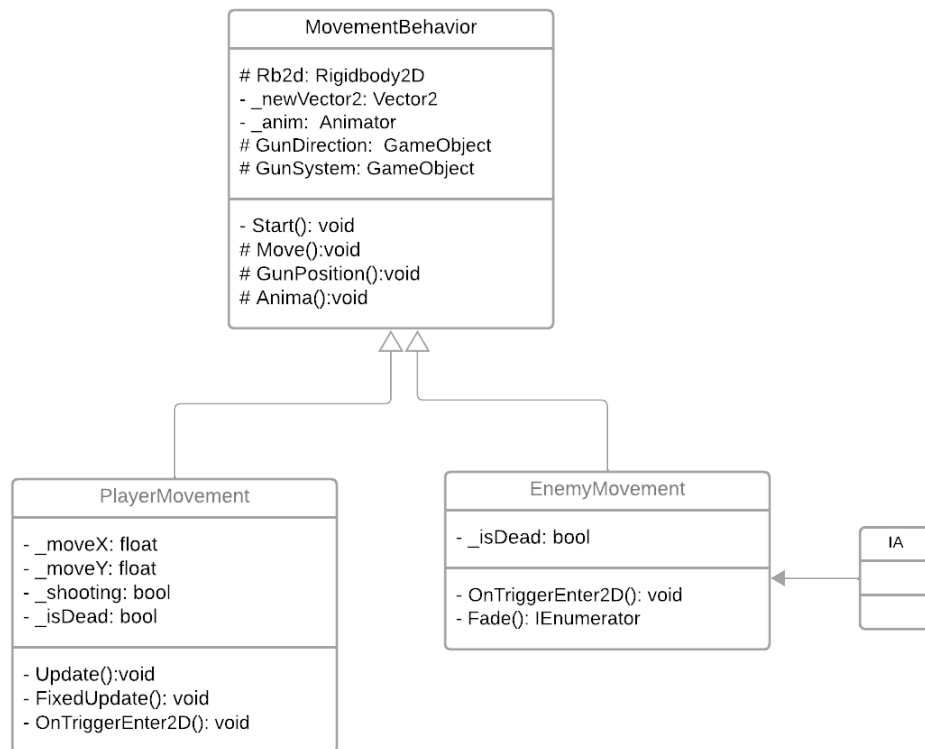 MovementBehavior
# Rb2d: Rigidbody2D
- _newVector2: Vector2
- _anim: Animator
# GunDirection: GameObject
# GunSystem: GameObject
- Start(): void
# Move():void
# GunPosition():void
# Anima():void
PlayerMovement
- _moveX: float
- _moveY: float
- _shooting: bool
- _isDead: bool
- Update():void
- FixedUpdate(): void
- OnTriggerEnter2D(): void
EnemyMovement
- _isDead: bool
- OnTriggerEnter2D(): void
- Fade(): IEnumerator
IA